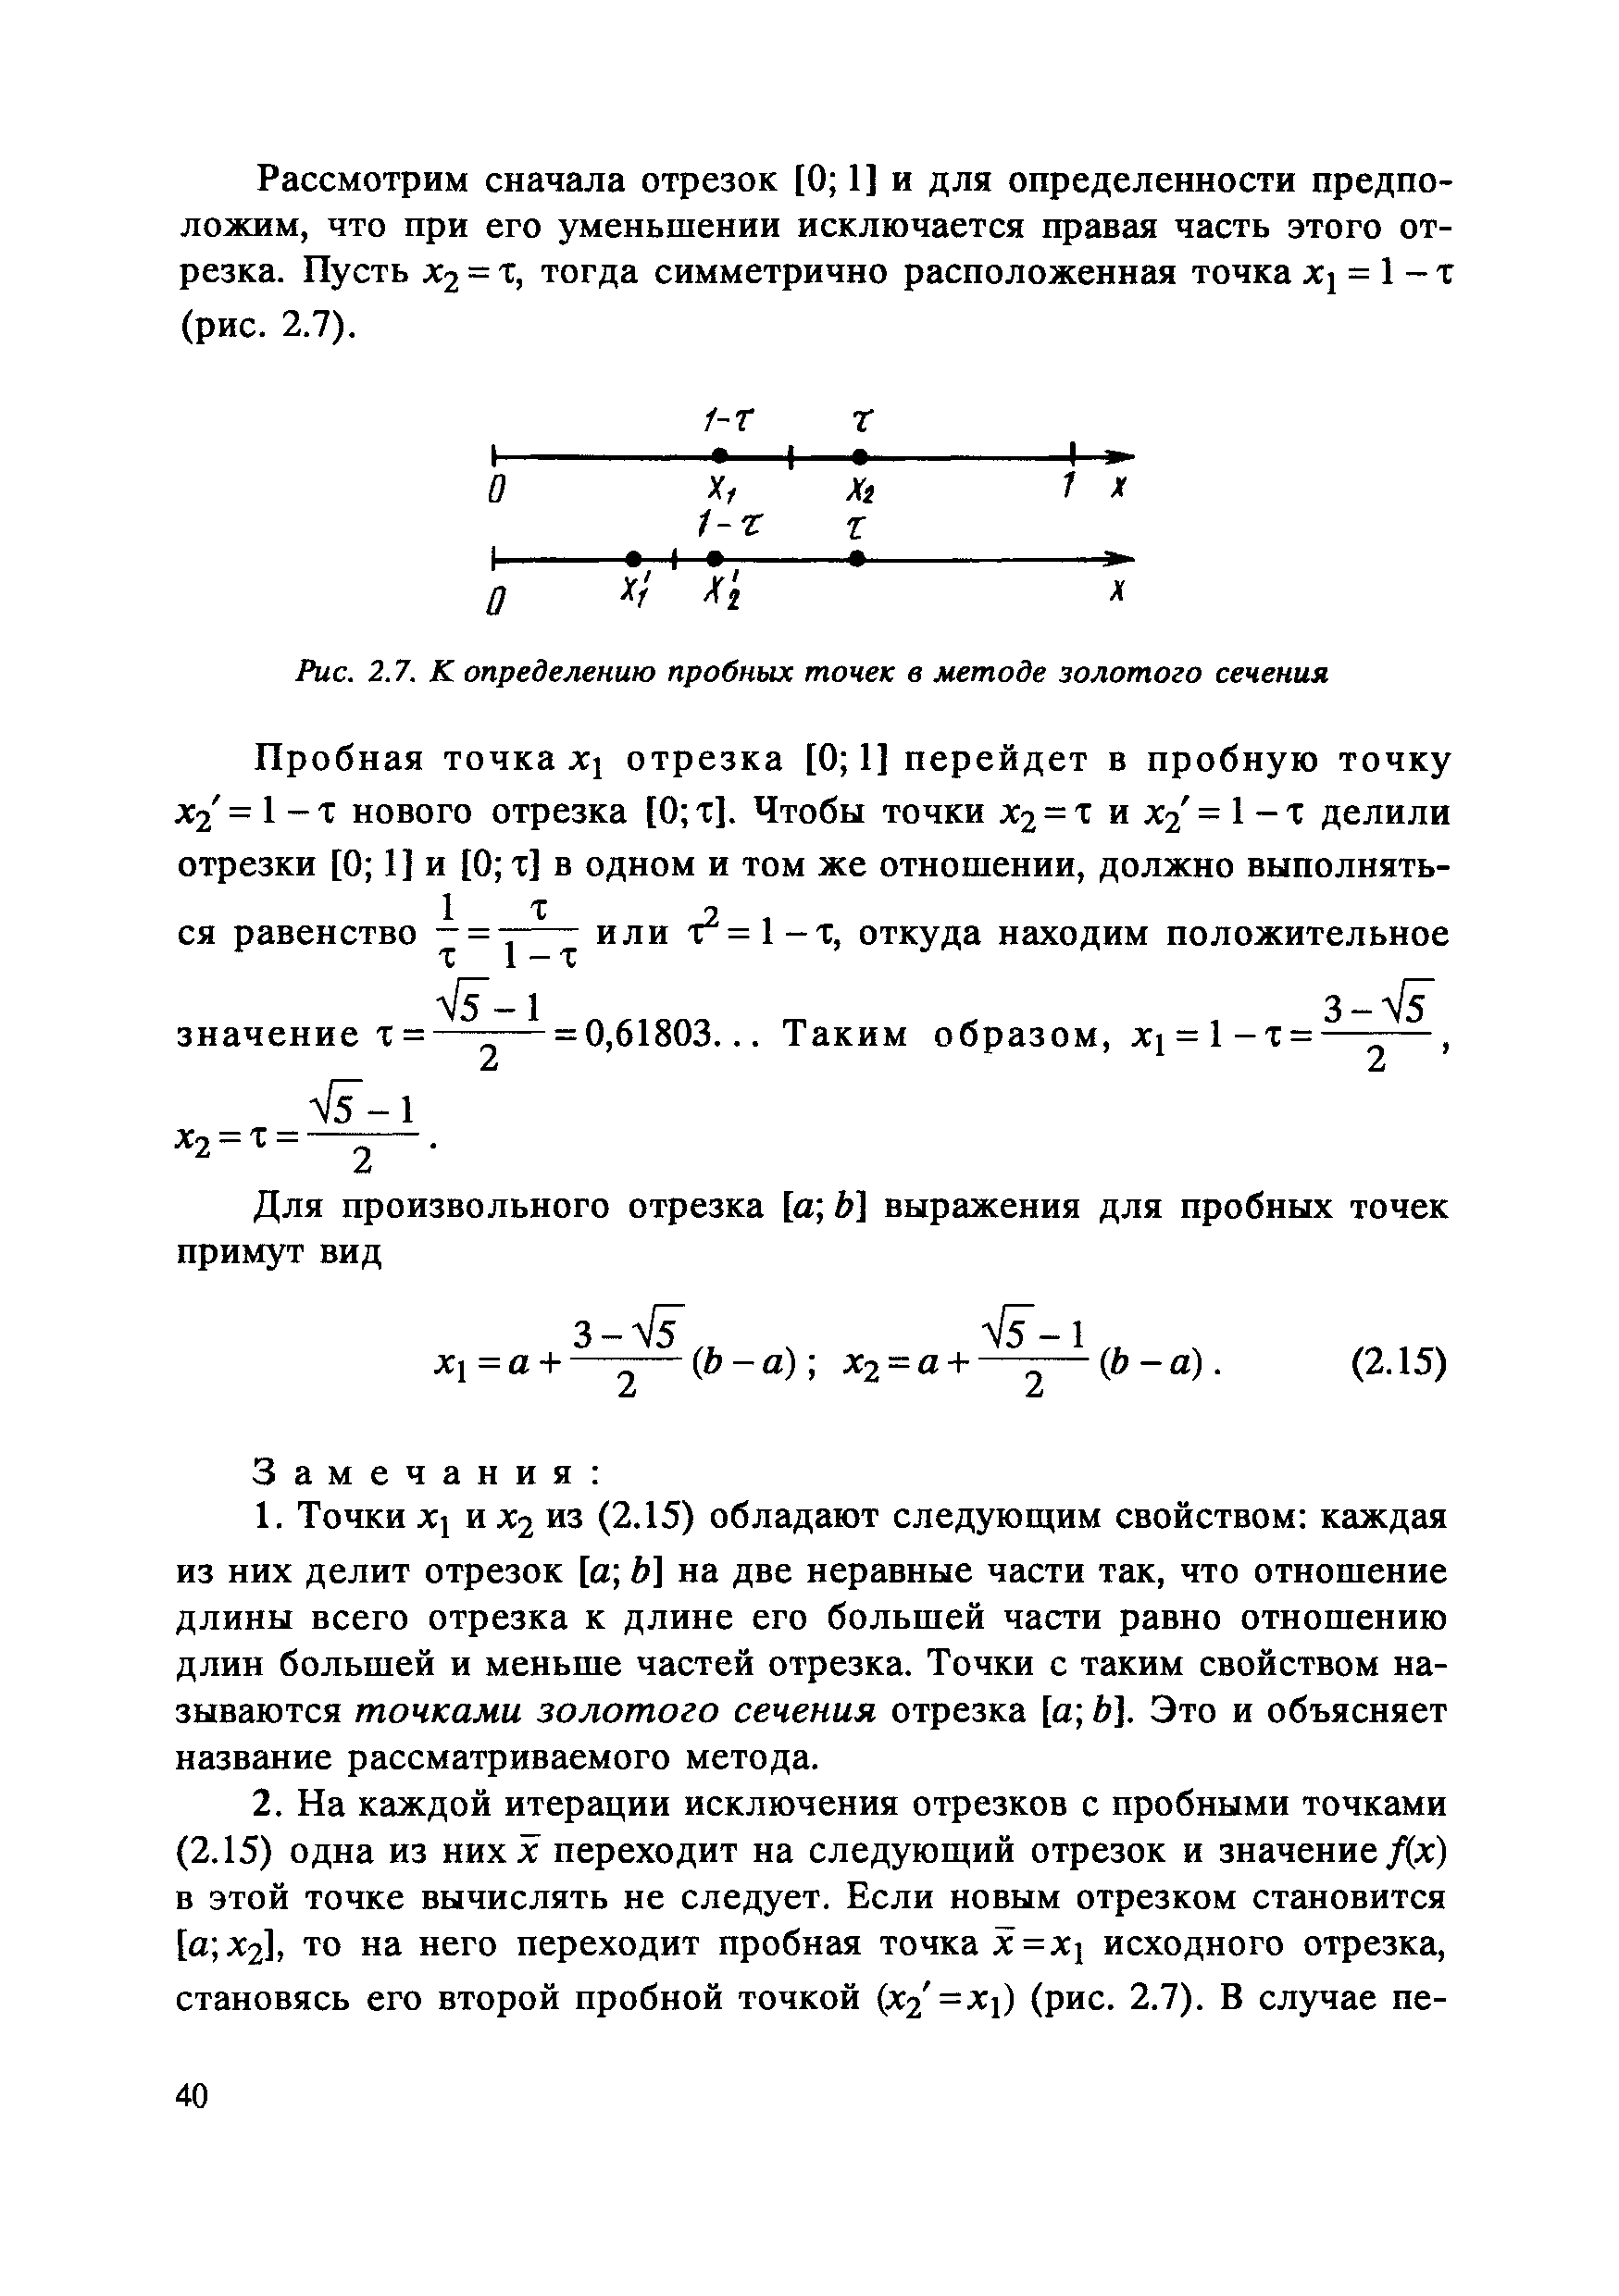 Рассмотрим сначала отрезок [0; 1] и для определенности предпо-
ложим, что при его уменьшении исключается правая часть этого от-
резка. Пусть x₂ = τ, тогда симметрично расположенная точка x₁ = 1 − τ
(рис. 2.7).
1-τ τ
0 x₁ x₂ 1 x
1-τ τ
0 x₁′ x₂′ x
Рис. 2.7. К определению пробных точек в методе золотого сечения
Пробная точка x₁ отрезка [0; 1] перейдет в пробную точку
x₂′ = 1 − τ нового отрезка [0; τ]. Чтобы точки x₂ = τ и x₂′ = 1 − τ делили
отрезки [0; 1] и [0; τ] в одном и том же отношении, должно выполнять-
ся равенство 1/τ = τ/(1 − τ) или τ² = 1 − τ, откуда находим положительное
значение τ = (√5 − 1)/2 = 0,61803... Таким образом, x₁ = 1 − τ = (3 − √5)/2,
x₂ = τ = (√5 − 1)/2.
Для произвольного отрезка [a; b] выражения для пробных точек
примут вид
x₁ = a + (3 − √5)/2 (b − a); x₂ = a + (√5 − 1)/2 (b − a). (2.15)
Замечания:
1. Точки x₁ и x₂ из (2.15) обладают следующим свойством: каждая
из них делит отрезок [a; b] на две неравные части так, что отношение
длины всего отрезка к длине его большей части равно отношению
длин большей и меньше частей отрезка. Точки с таким свойством на-
зываются точками золотого сечения отрезка [a; b]. Это и объясняет
название рассматриваемого метода.
2. На каждой итерации исключения отрезков с пробными точками
(2.15) одна из них x̄ переходит на следующий отрезок и значение f(x)
в этой точке вычислять не следует. Если новым отрезком становится
[a; x₂], то на него переходит пробная точка x̄ = x₁ исходного отрезка,
становясь его второй пробной точкой (x₂′ = x₁) (рис. 2.7). В случае пе-
40